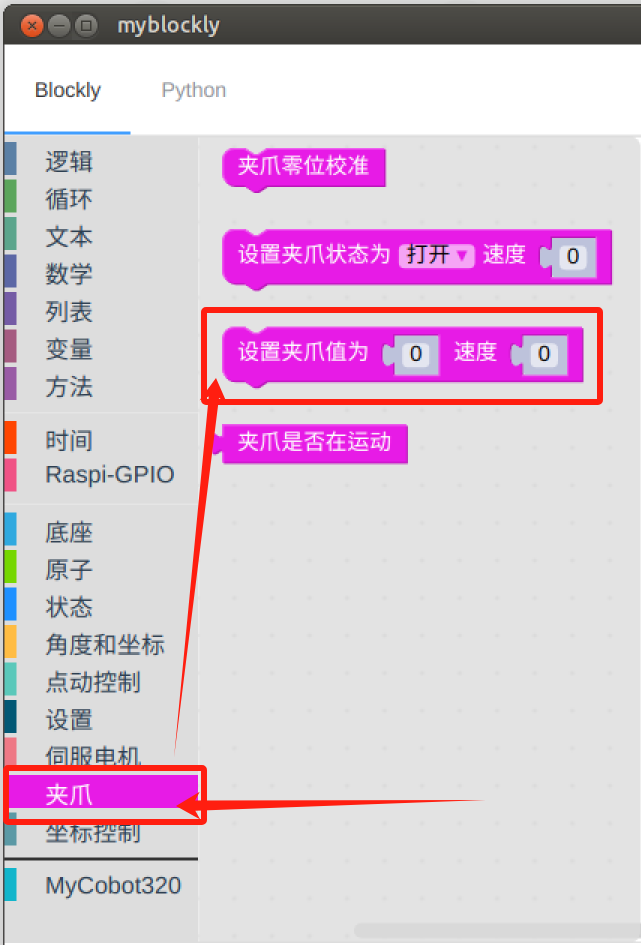 myblockly
Blockly Python
逻辑
循环
文本
数学
列表
变量
方法
时间
Raspi-GPIO
底座
原子
状态
角度和坐标
点动控制
设置
伺服电机
夹爪
坐标控制
MyCobot320
夹爪零位校准
设置夹爪状态为 打开 速度 0
设置夹爪值为 0 速度 0
夹爪是否在运动